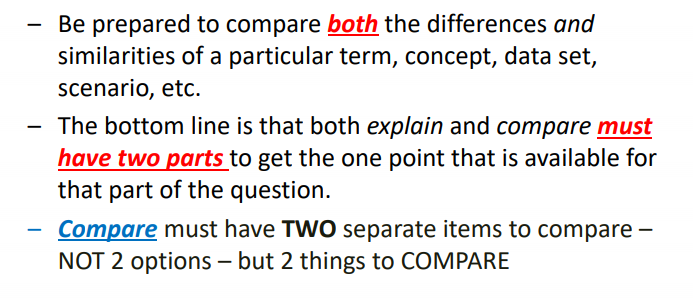 – Be prepared to compare both the differences and
similarities of a particular term, concept, data set,
scenario, etc.
– The bottom line is that both explain and compare must
have two parts to get the one point that is available for
that part of the question.
– Compare must have TWO separate items to compare –
NOT 2 options – but 2 things to COMPARE